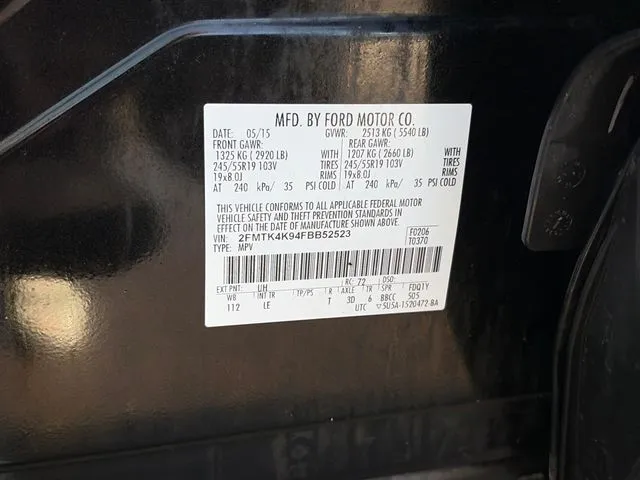 MFD. BY FORD MOTOR CO.
DATE: 05/15 GVWR: 2513 KG ( 5540 LB)
FRONT GAWR: REAR GAWR:
1325 KG ( 2920 LB) WITH 1207 KG ( 2660 LB) WITH
245/55R19 103V TIRES 245/55R19 103V TIRES
19x8.0J RIMS 19x8.0J RIMS
AT 240 kPa/ 35 PSI COLD AT 240 kPa/ 35 PSI COLD
THIS VEHICLE CONFORMS TO ALL APPLICABLE FEDERAL MOTOR
VEHICLE SAFETY AND THEFT PREVENTION STANDARDS IN
EFFECT ON THE DATE OF MANUFACTURE SHOWN ABOVE.
VIN: 2FMTK4K94FBB52523 F0206
TYPE: MPV T0370
EXT PNT: UH RC: 72 DSO:
WB INT TR TP/PS R AXLE TR SPR FDQ1Y
112 LE T 3D 6 BBCC 505
UTC ▽5U5A-1520472-BA